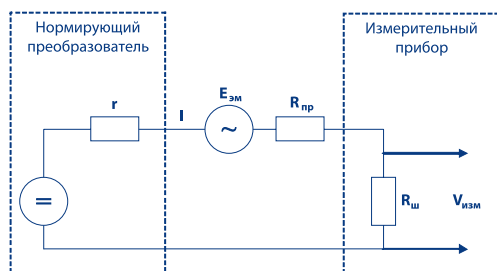 Нормирующий
преобразователь
Измерительный
прибор
r
I
Eэм
Rпр
~
=
Rш
Vизм